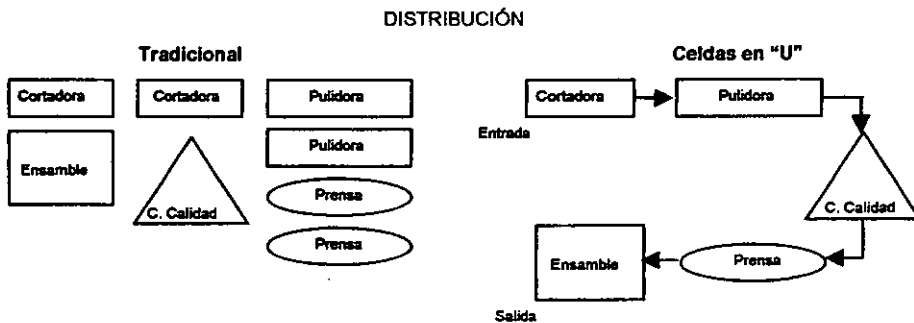 DISTRIBUCIÓN
Tradicional
Cortadora
Cortadora
Pulidora
Ensamble
C. Calidad
Pulidora
Prensa
Prensa
Celdas en "U"
Cortadora
Pulidora
Entrada
C. Calidad
Prensa
Ensamble
Salida